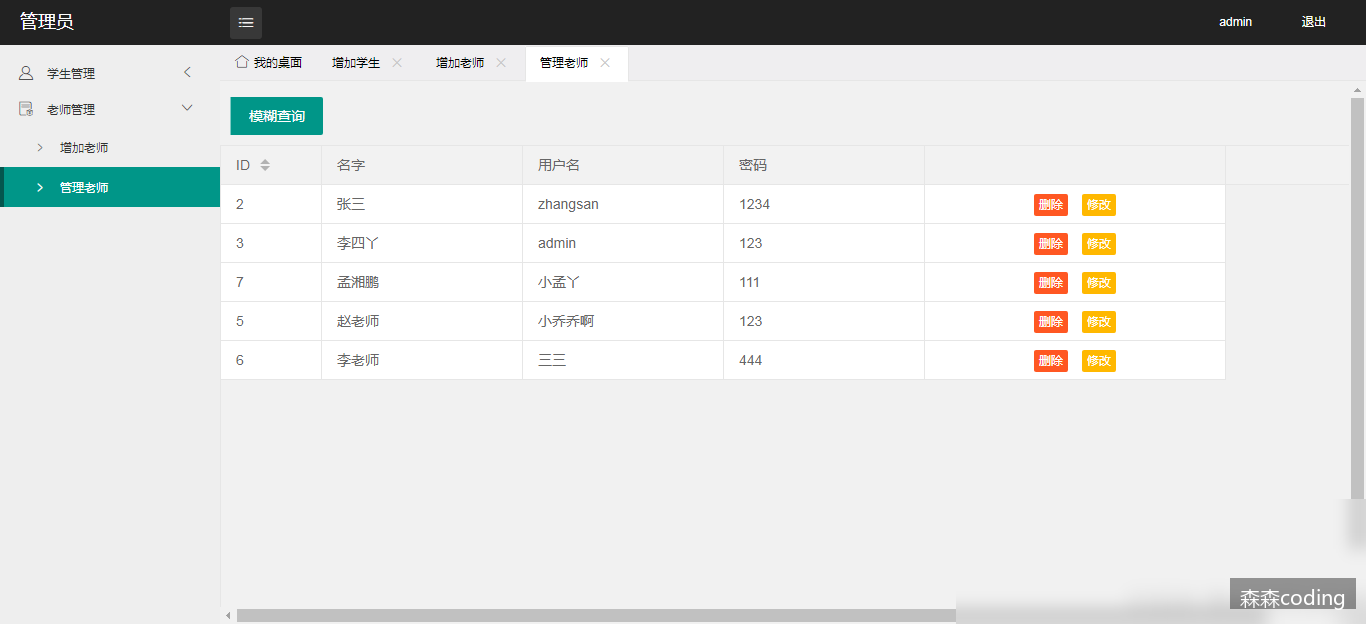 管理员 admin 退出
学生管理
老师管理
增加老师
管理老师
我的桌面 增加学生 增加老师 管理老师
模糊查询
ID 名字 用户名 密码
2 张三 zhangsan 1234 删除 修改
3 李四丫 admin 123 删除 修改
7 孟湘鹏 小孟丫 111 删除 修改
5 赵老师 小乔乔啊 123 删除 修改
6 李老师 三三 444 删除 修改
森森coding